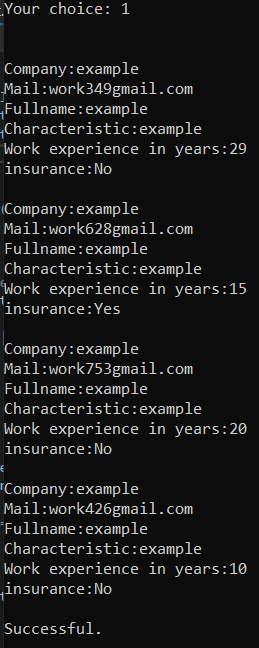 Your choice: 1
Company:example
Mail:work349gmail.com
Fullname:example
Characteristic:example
Work experience in years:29
insurance:No
Company:example
Mail:work628gmail.com
Fullname:example
Characteristic:example
Work experience in years:15
insurance:Yes
Company:example
Mail:work753gmail.com
Fullname:example
Characteristic:example
Work experience in years:20
insurance:No
Company:example
Mail:work426gmail.com
Fullname:example
Characteristic:example
Work experience in years:10
insurance:No
Successful.